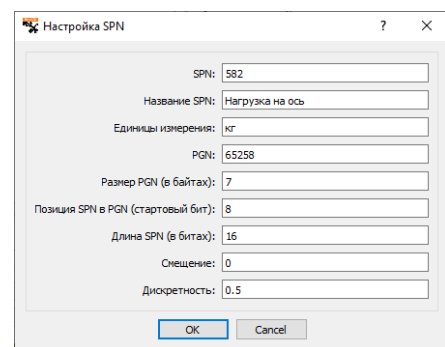 Настройка SPN ? ×
SPN: 582
Название SPN: Нагрузка на ось
Единицы измерения: кг
PGN: 65258
Размер PGN (в байтах): 7
Позиция SPN в PGN (стартовый бит): 8
Длина SPN (в битах): 16
Смещение: 0
Дискретность: 0.5
OK Cancel